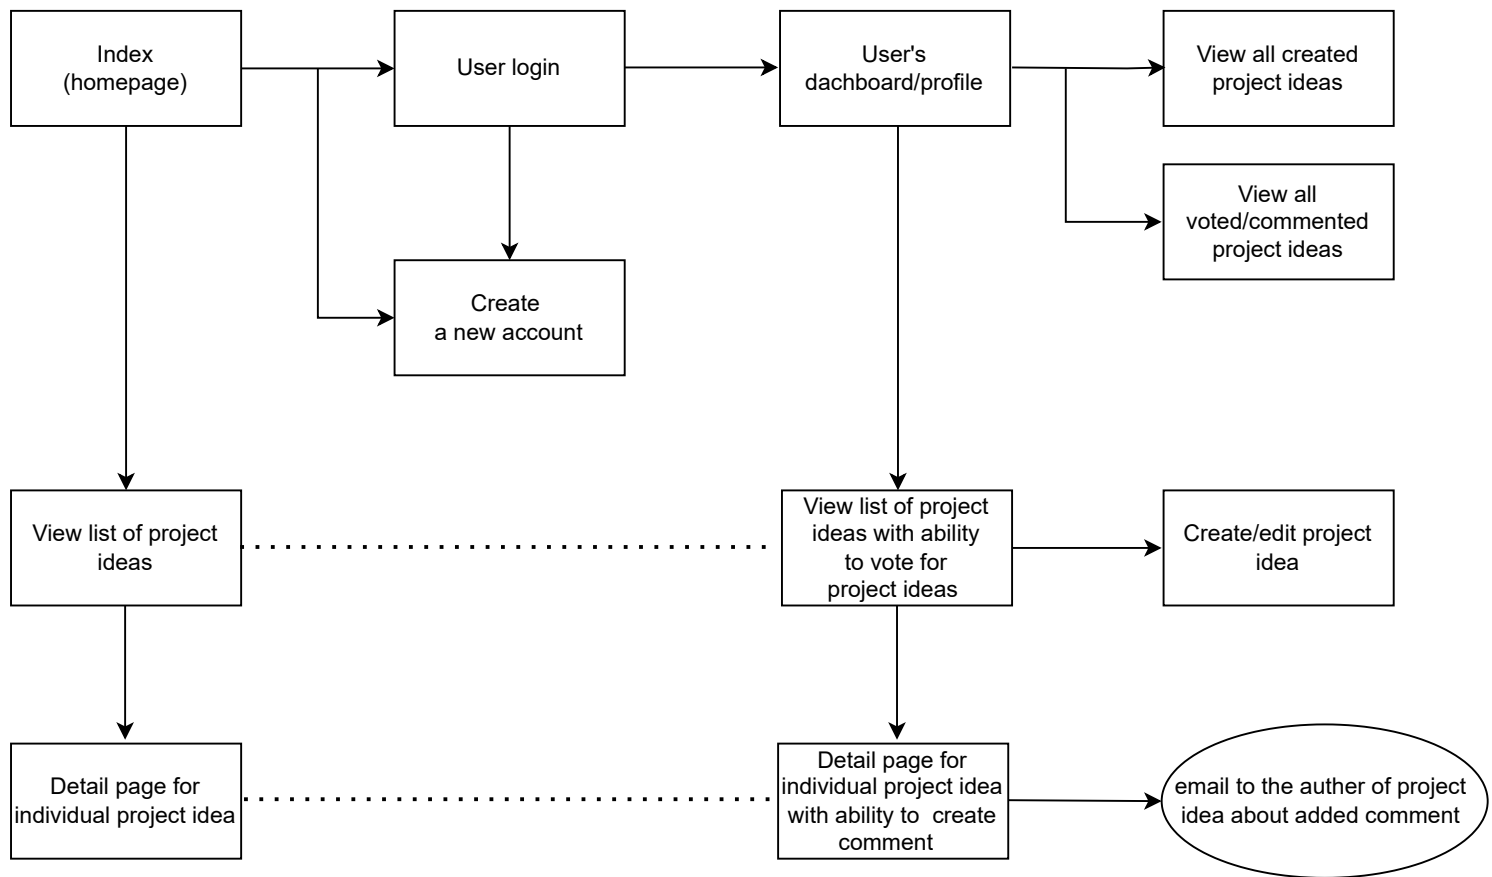 Index
(homepage)
User login
User's
dachboard/profile
View all created
project ideas
View all
voted/commented
project ideas
Create
a new account
View list of project
ideas
View list of project
ideas with ability
to vote for
project ideas
Create/edit project
idea
Detail page for
individual project idea
Detail page for
individual project idea
with ability to create
comment
email to the auther of project
idea about added comment